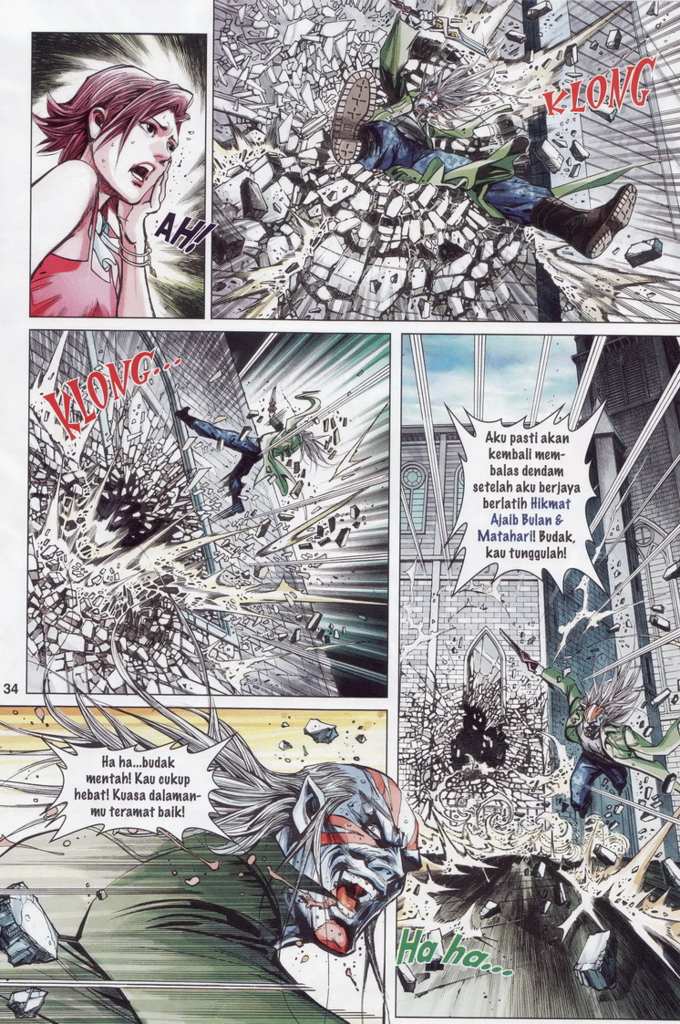 AH!
KLONG
KLONG...
Aku pasti akan
kembali mem-
balas dendam
setelah aku berjaya
berlatih Hikmat
Ajaib Bulan &
Matahari! Budak,
kau tunggulah!
34
Ha ha...budak
mentah! Kau cukup
hebat! Kuasa dalaman-
mu teramat baik!
Ha ha...